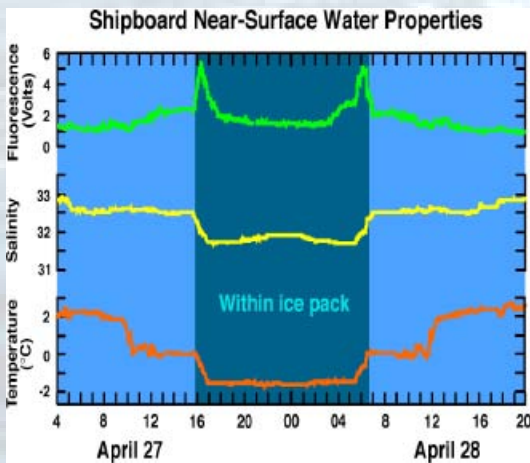 Shipboard Near-Surface Water Properties
Fluorescence
(Volts)
6
4
2
0
Salinity
33
32
31
Within ice pack
Temperature
(°C)
2
0
-2
4 8 12 16 20 00 04 08 12 16 20
April 27 April 28